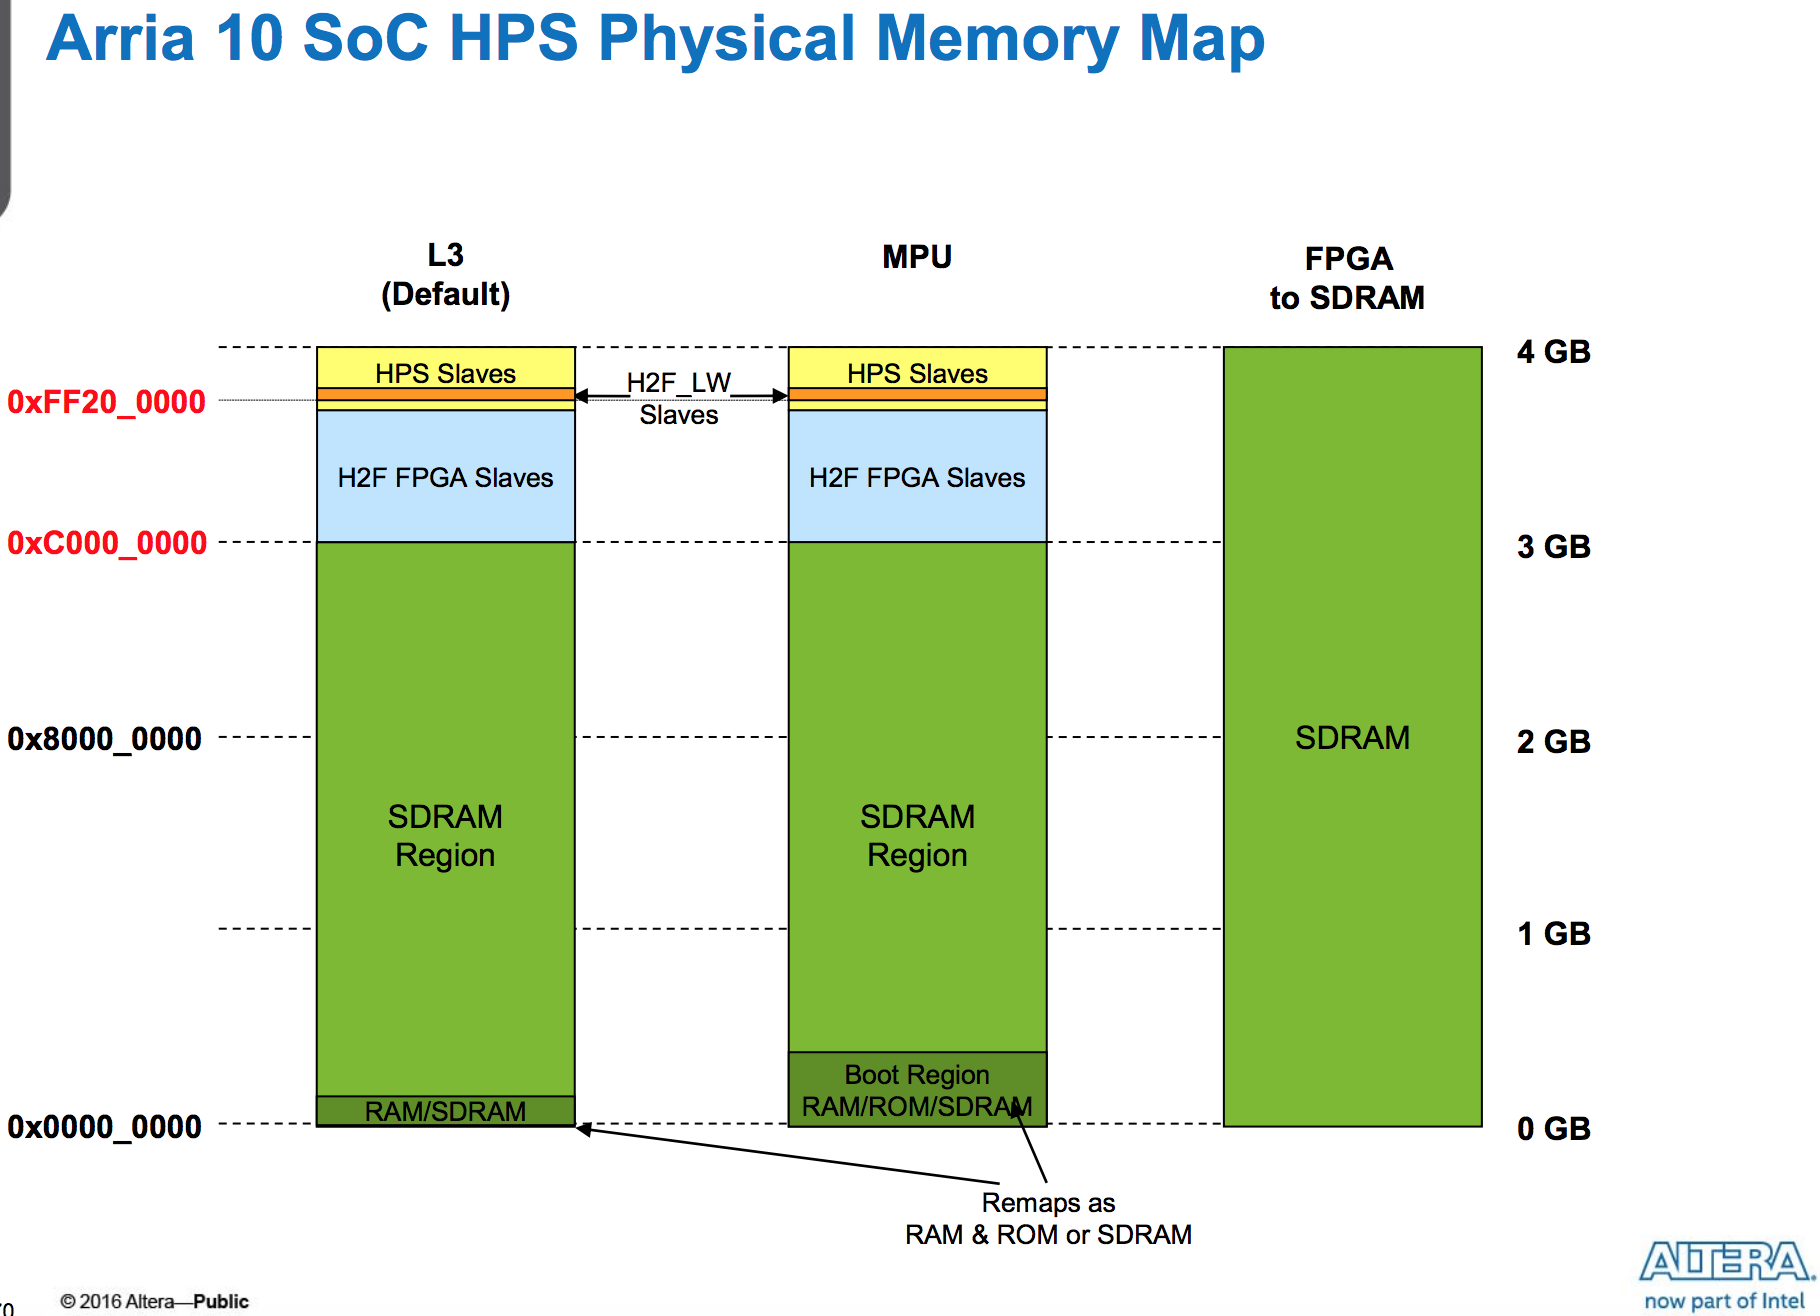 Arria 10 SoC HPS Physical Memory Map
L3
(Default)
MPU
FPGA
to SDRAM
4 GB
HPS Slaves
H2F_LW
Slaves
HPS Slaves
0xFF20_0000
H2F FPGA Slaves
H2F FPGA Slaves
0xC000_0000
3 GB
0x8000_0000
SDRAM
2 GB
SDRAM
Region
SDRAM
Region
1 GB
Boot Region
RAM/ROM/SDRAM
RAM/SDRAM
0x0000_0000
0 GB
Remaps as
RAM & ROM or SDRAM
© 2016 Altera—Public
ALTERA.
now part of Intel